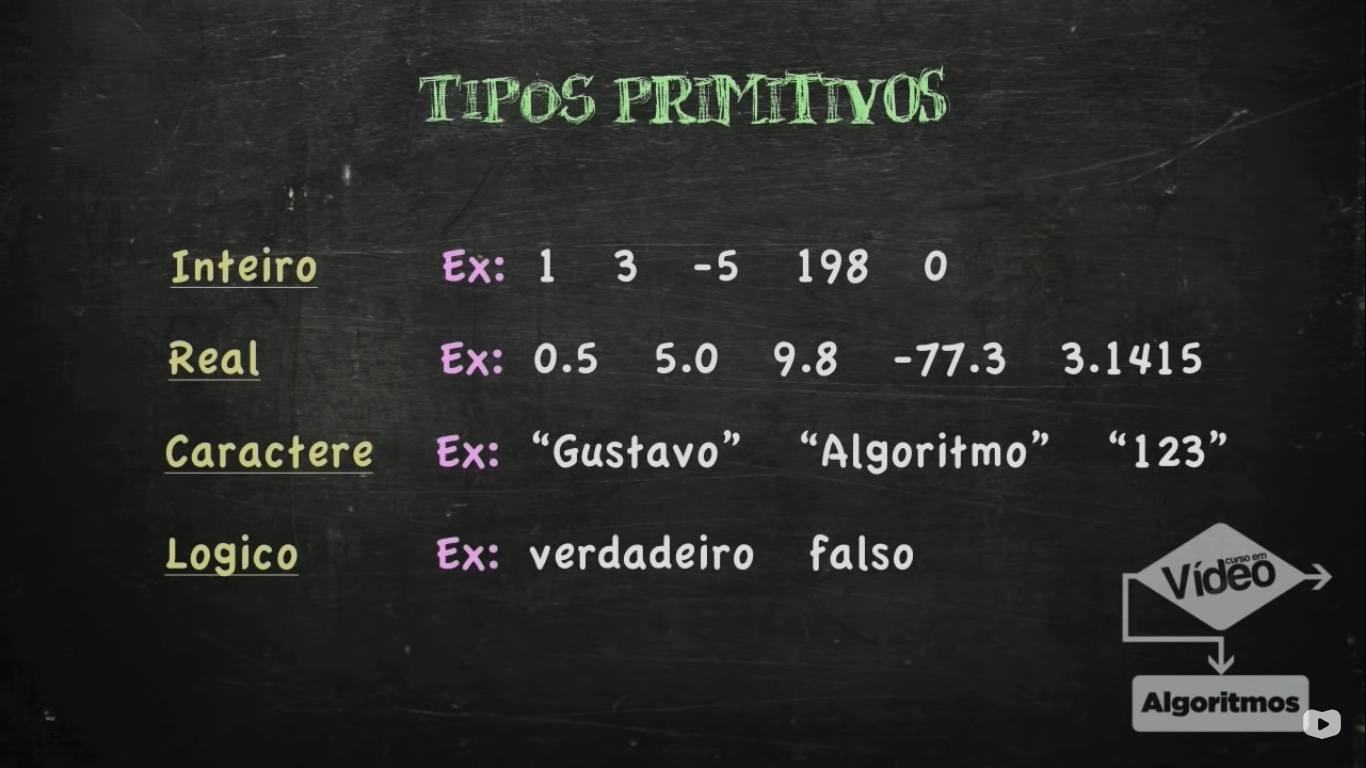 TIPOS PRIMITIVOS
Inteiro Ex: 1 3 -5 198 0
Real Ex: 0.5 5.0 9.8 -77.3 3.1415
Caractere Ex: “Gustavo” “Algoritmo” “123”
Logico Ex: verdadeiro falso
curso em
Vídeo
Algoritmos